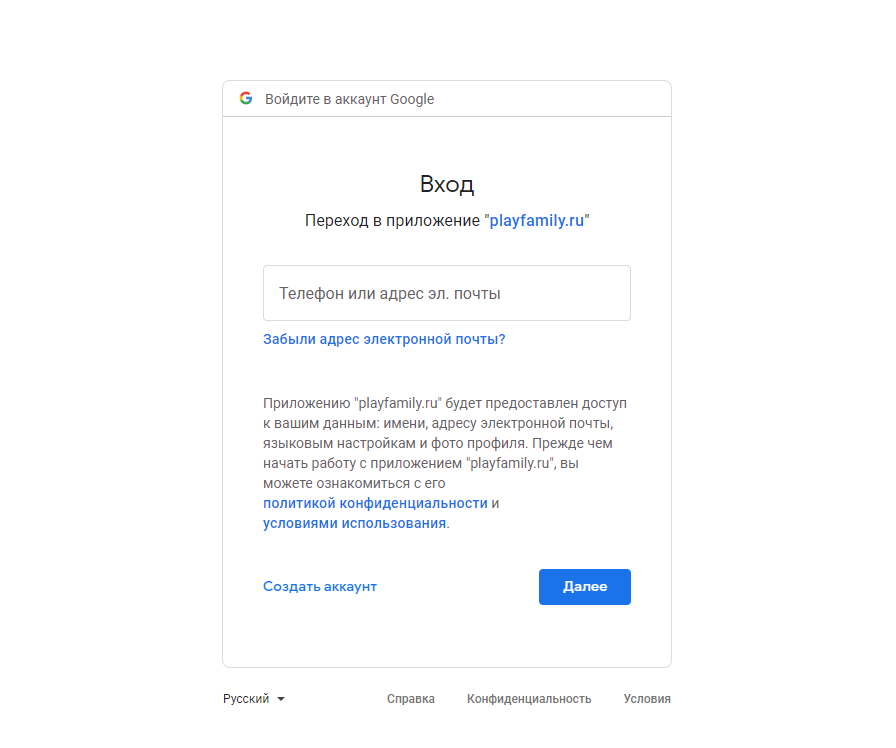 Войдите в аккаунт Google
Вход
Переход в приложение "playfamily.ru"
Телефон или адрес эл. почты
Забыли адрес электронной почты?
Приложению "playfamily.ru" будет предоставлен доступ
к вашим данным: имени, адресу электронной почты,
языковым настройкам и фото профиля. Прежде чем
начать работу с приложением "playfamily.ru", вы
можете ознакомиться с его
политикой конфиденциальности и
условиями использования.
Создать аккаунт
Далее
Русский
Справка
Конфиденциальность
Условия